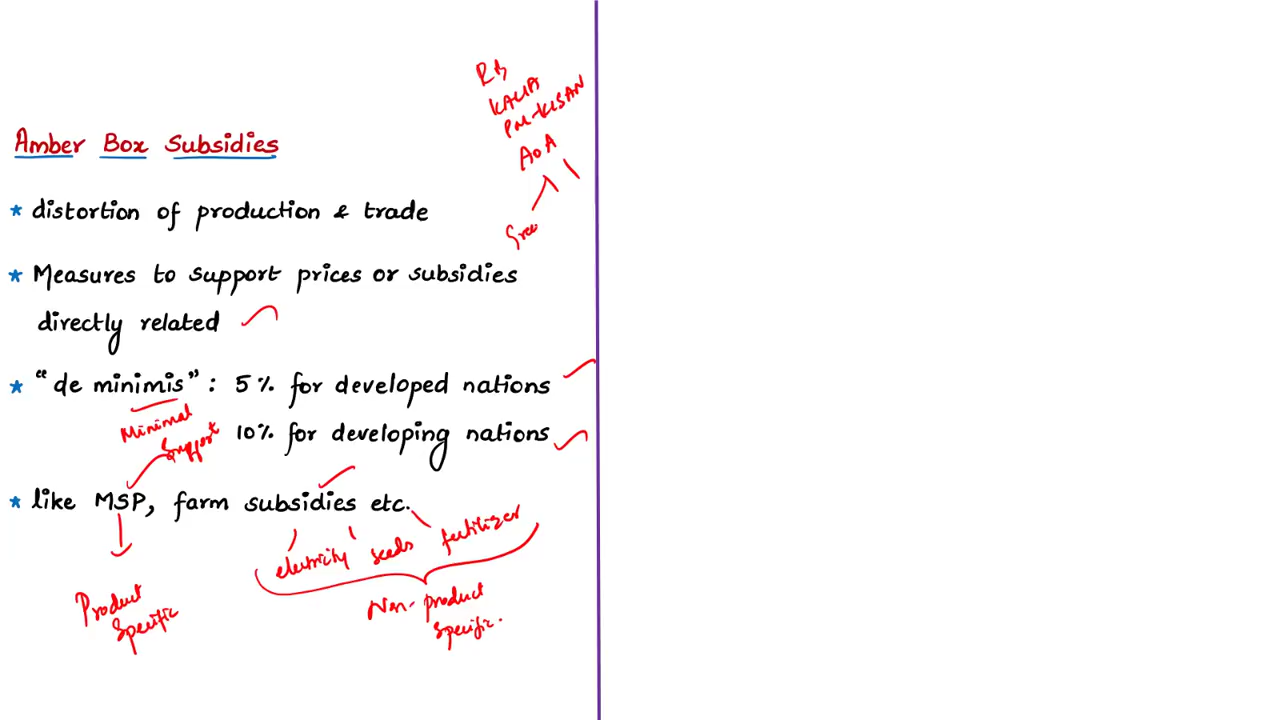 Rb
KALIA
PM-KISAN
AoA
Gree
Amber Box Subsidies
* distortion of production & trade
* Measures to support prices or subsidies
directly related
* "de minimis" : 5% for developed nations
Minimal
Support
10% for developing nations
* like MSP, farm subsidies etc.
electricity seeds fertilizer
Product
Specific
Non-product
Specific.